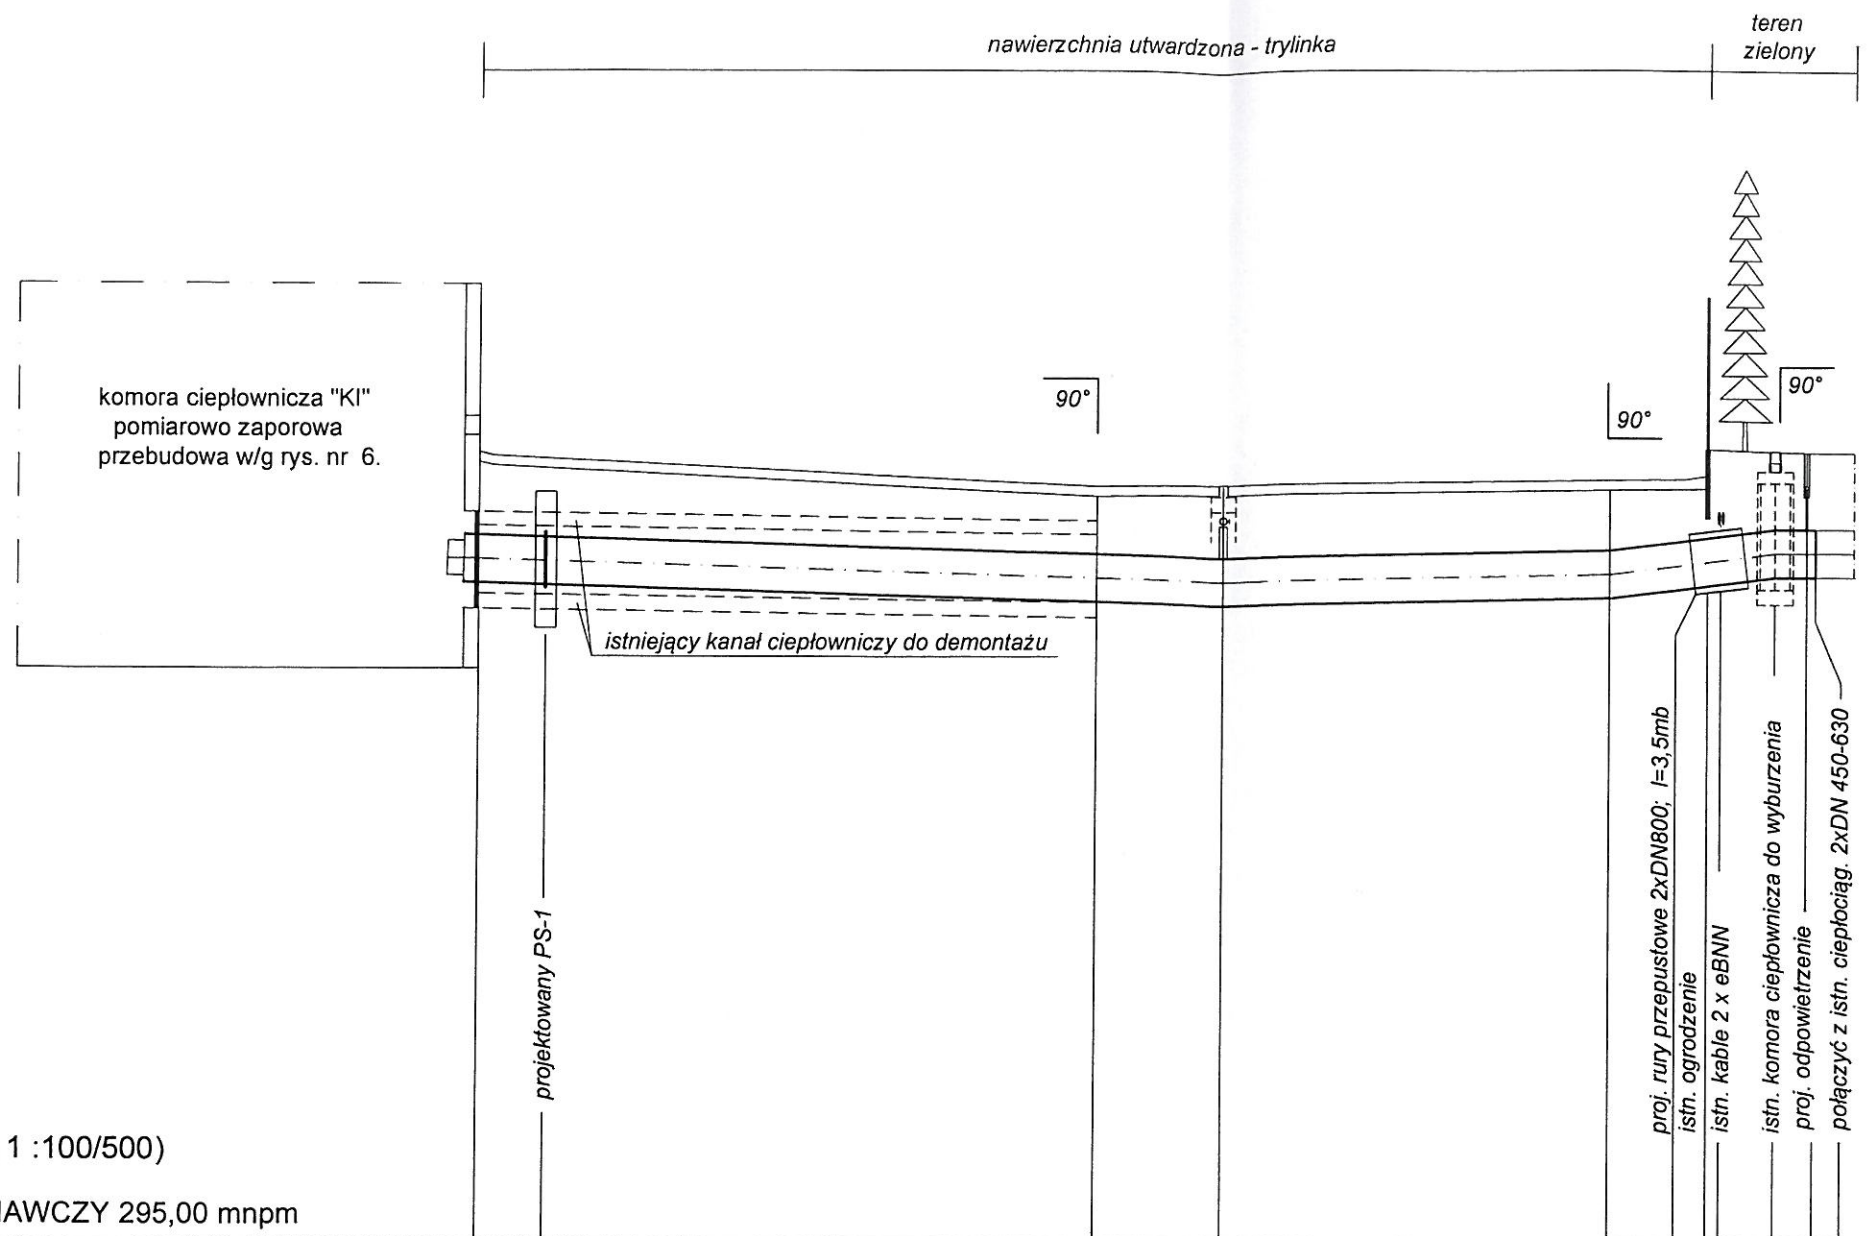 nawierzchnia utwardzona - trylinka
teren
zielony
komora ciepłownicza "KI"
pomiarowo zaporowa
przebudowa w/g rys. nr 6.
90°
90°
90°
istniejący kanał ciepłowniczy do demontażu
projektowany PS-1
proj. rury przepustowe 2xDN800; l=3,5mb
istn. ogrodzenie
istn. kable 2 x eBNN
istn. komora ciepłownicza do wyburzenia
proj. odpowietrzenie
połączyć z istn. ciepłociąg. 2xDN 450-630
1 :100/500)
AWCZY 295,00 mnpm